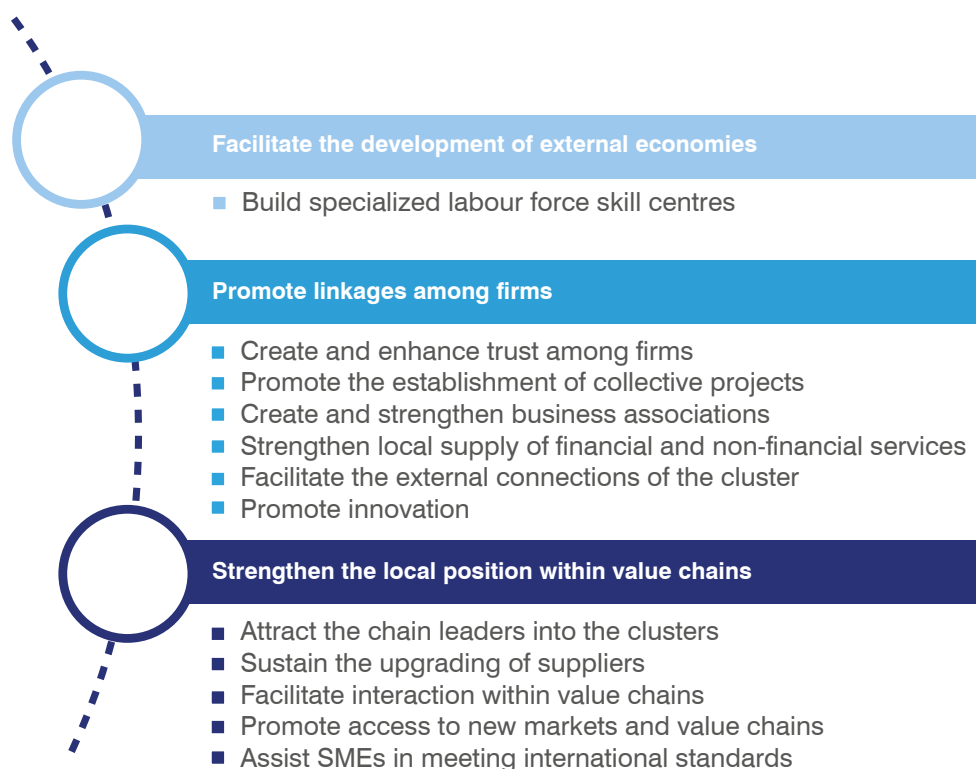 Facilitate the development of external economies
Build specialized labour force skill centres
Promote linkages among firms
Create and enhance trust among firms
Promote the establishment of collective projects
Create and strengthen business associations
Strengthen local supply of financial and non-financial services
Facilitate the external connections of the cluster
Promote innovation
Strengthen the local position within value chains
Attract the chain leaders into the clusters
Sustain the upgrading of suppliers
Facilitate interaction within value chains
Promote access to new markets and value chains
Assist SMEs in meeting international standards